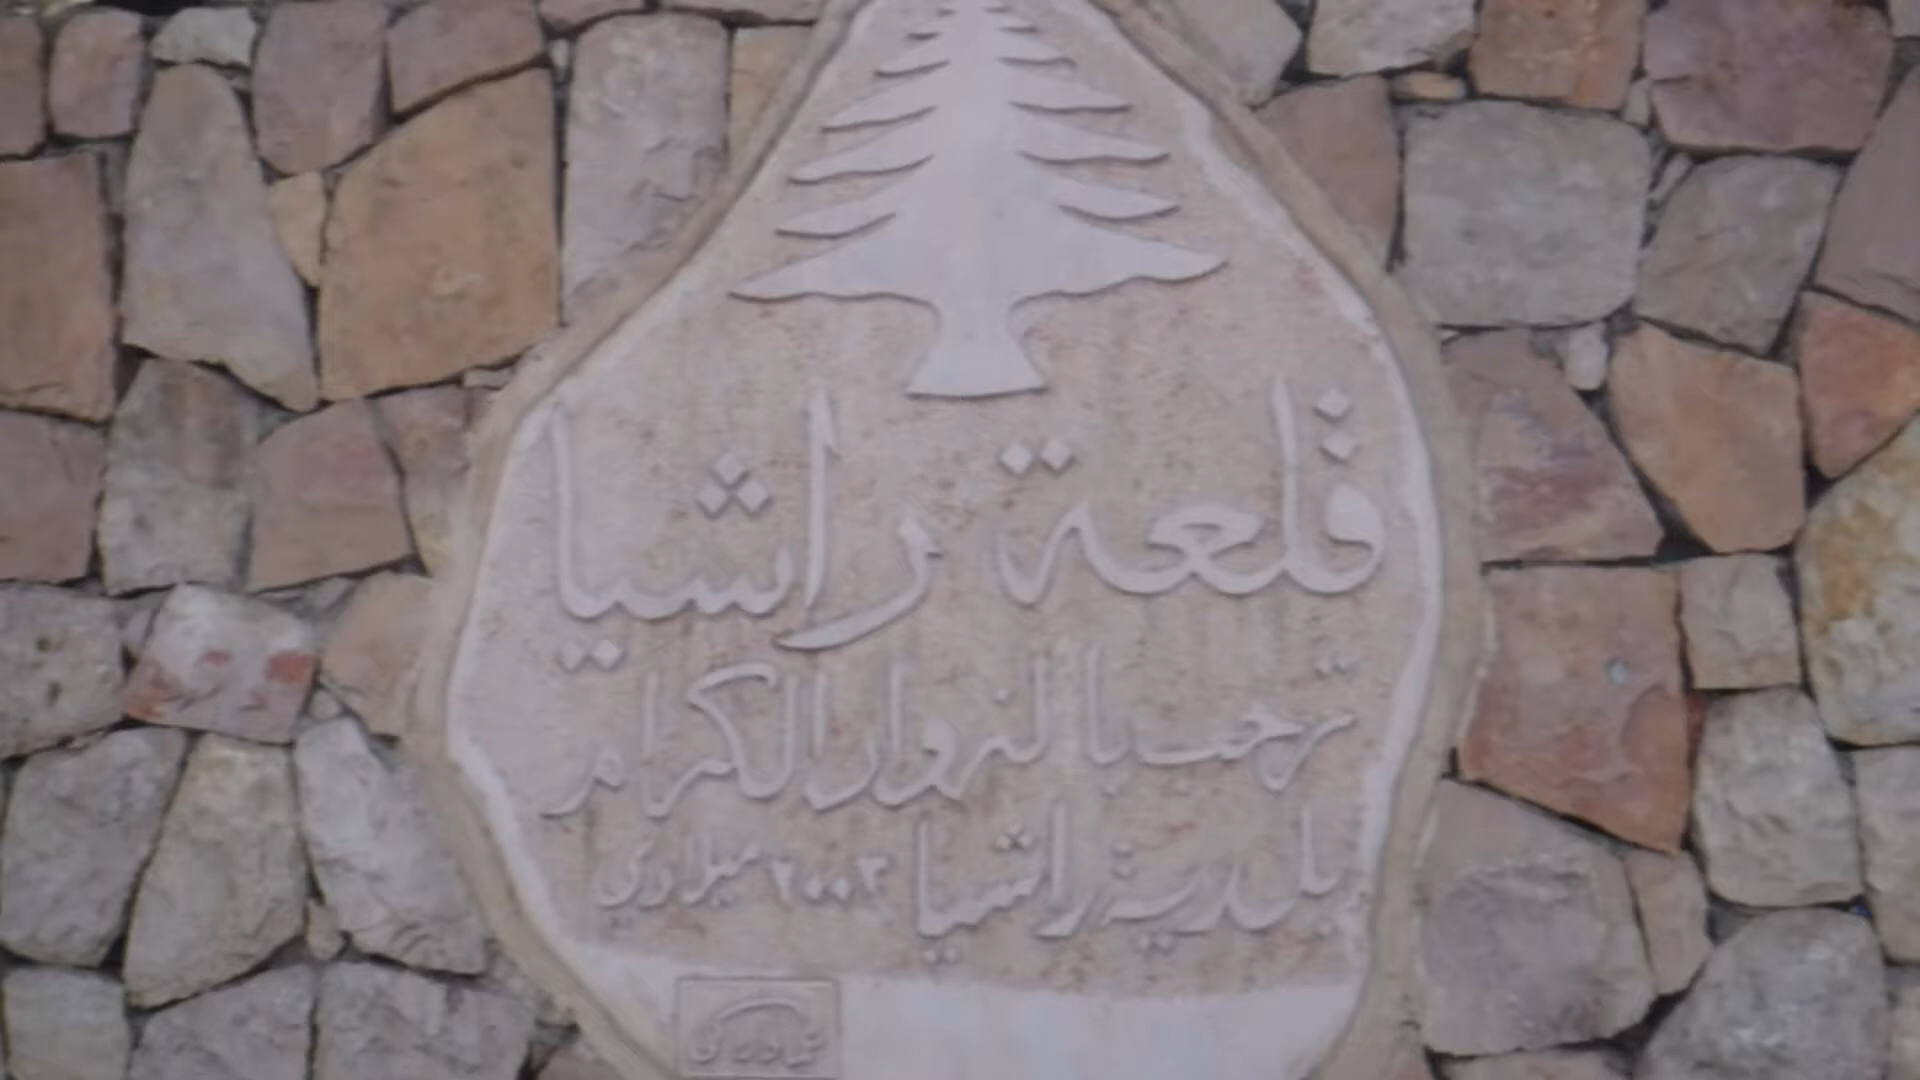 قلعة راشيا
ترحب بالزوار الكرام
بلدية راشيا ٢٠٠٣ ميلادي